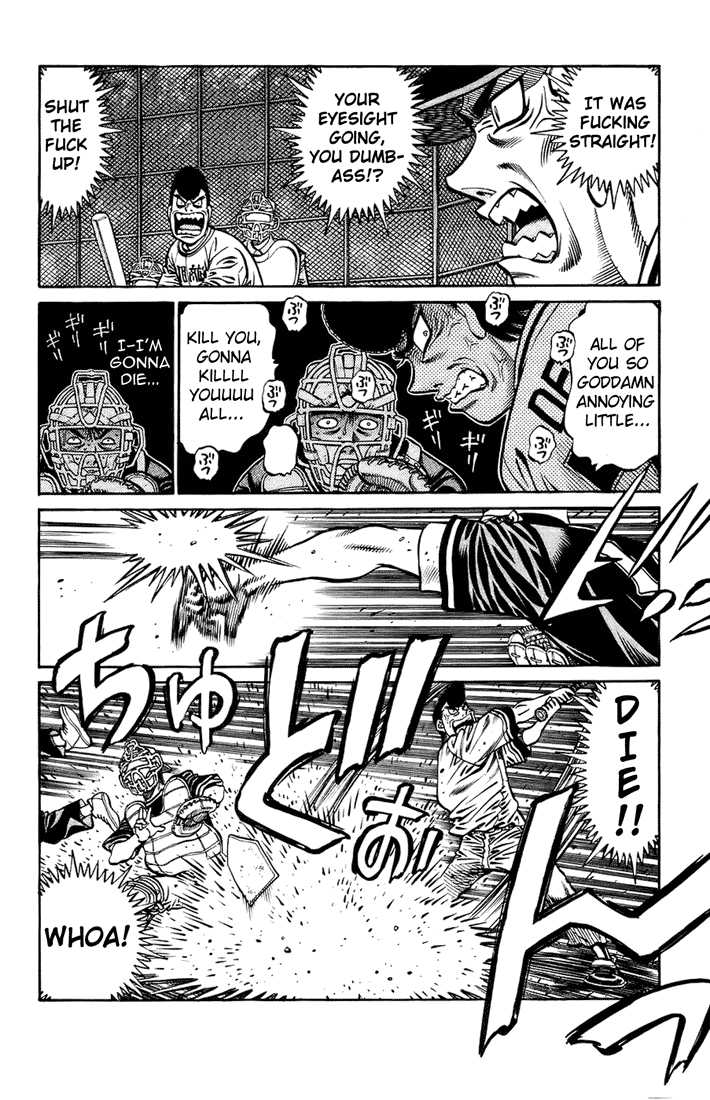 IT WAS
FUCKING
STRAIGHT!
YOUR
EYESIGHT
GOING,
YOU DUMB-
ASS!?
SHUT
THE
FUCK
UP!
ALL OF
YOU SO
GODDAMN
ANNOYING
LITTLE...
ぶつ
ぶつ
ぶつ
ぶつ
ぶつ
ぶつ
ぶつ
KILL YOU,
GONNA
KILLLL
YOUUUU
ALL...
ギギ
I-I'M
GONNA
DIE...
ギギ
DIE!!
ちゅど
お!
WHOA!